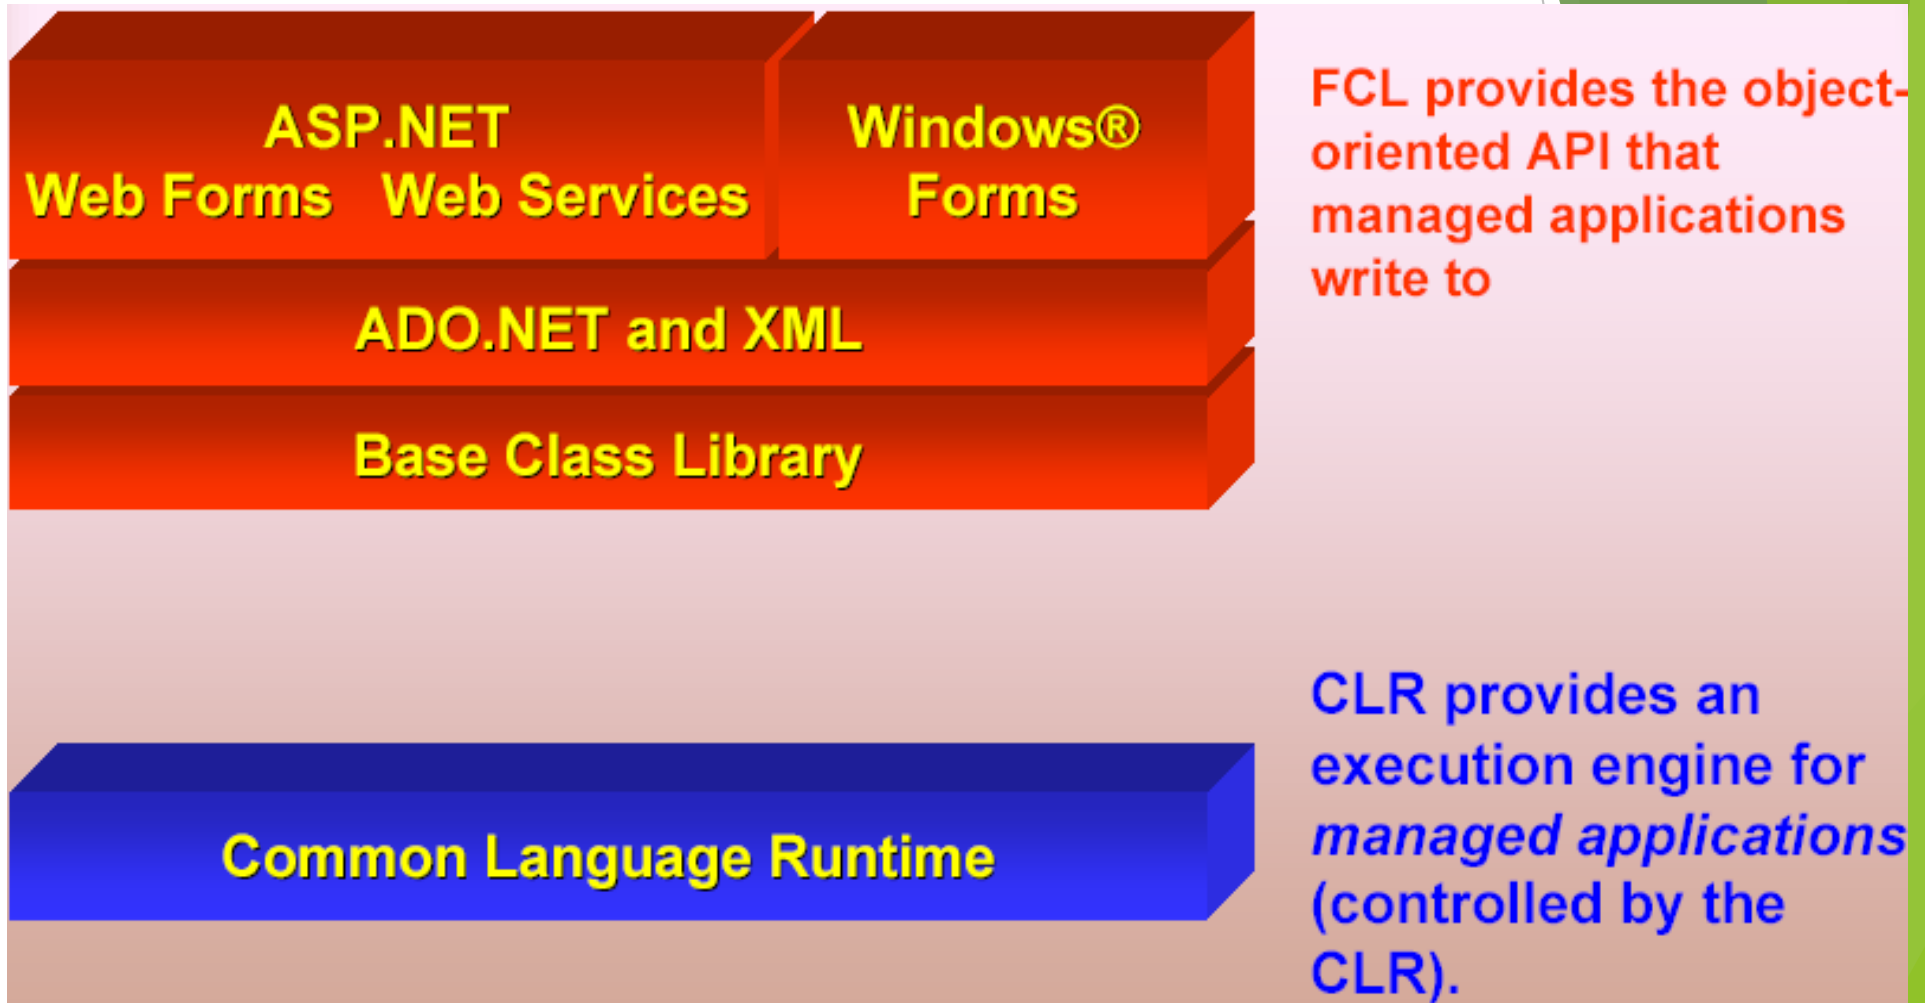 ASP.NET
Web Forms Web Services
Windows®
Forms
ADO.NET and XML
Base Class Library
FCL provides the object-
oriented API that
managed applications
write to
Common Language Runtime
CLR provides an
execution engine for
managed applications
(controlled by the
CLR).